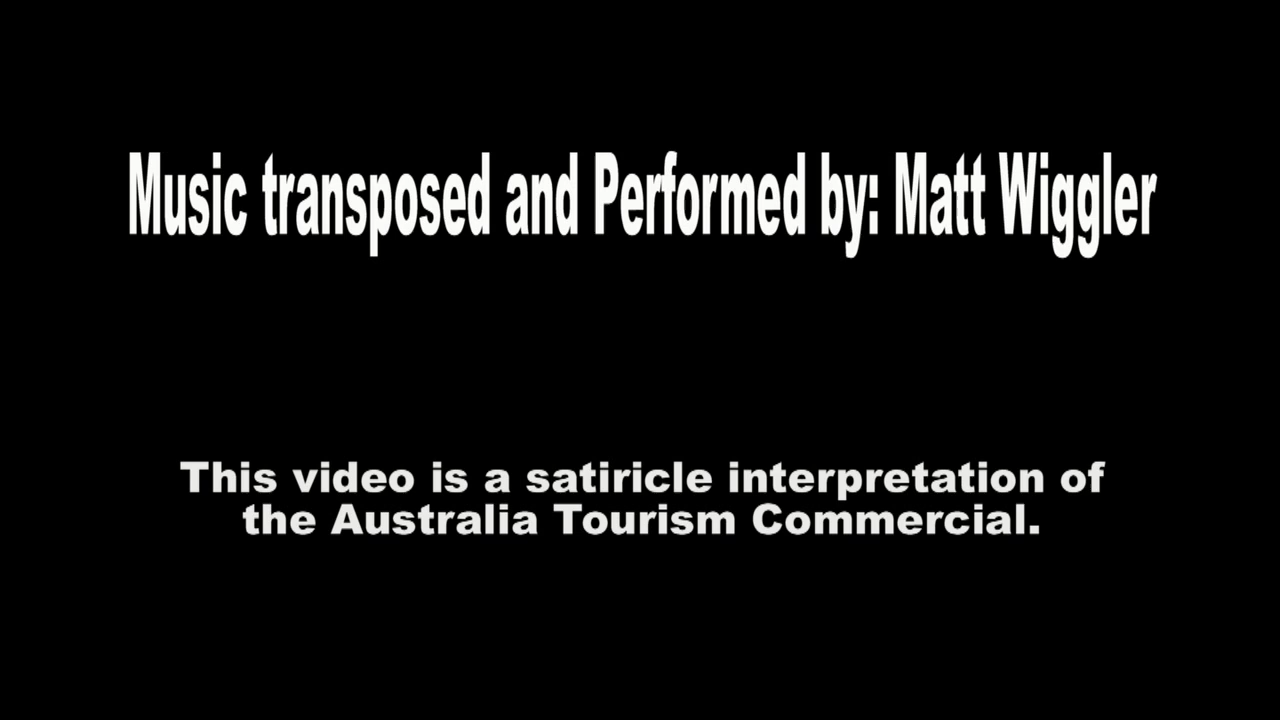 Music transposed and Performed by: Matt Wiggler
This video is a satiricle interpretation of
the Australia Tourism Commercial.